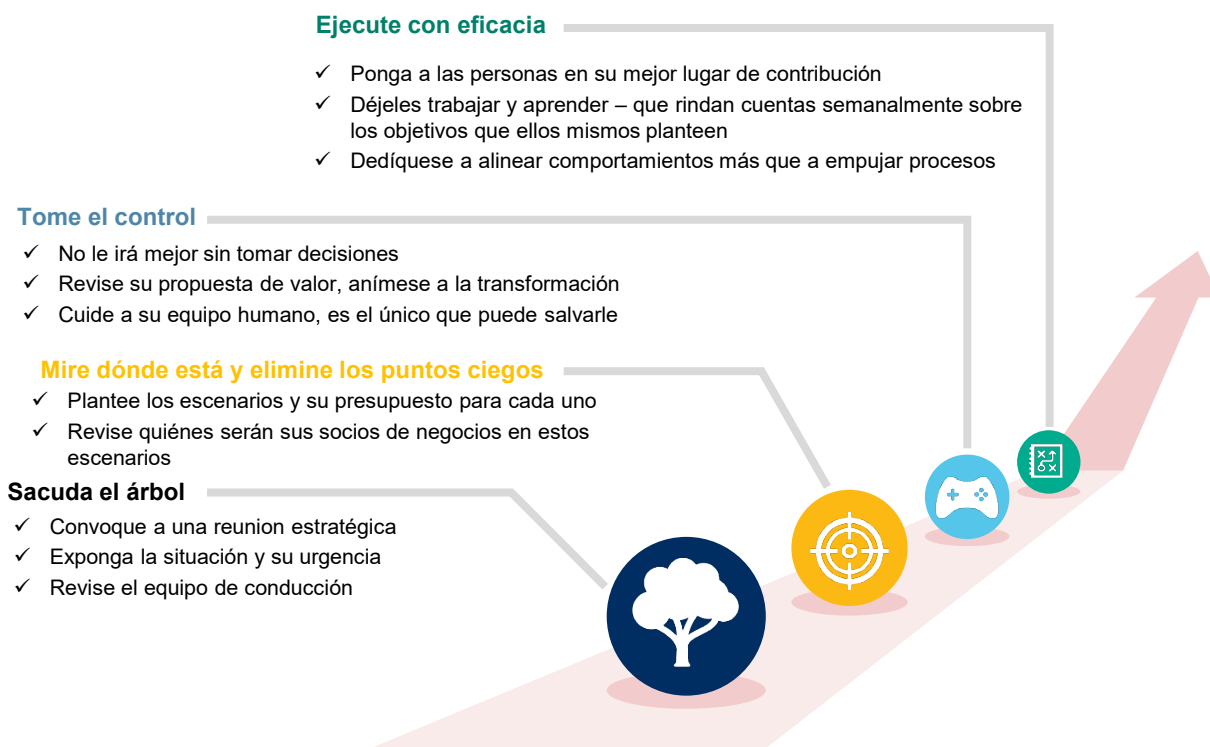 Ejecute con eficacia
✓ Ponga a las personas en su mejor lugar de contribución
✓ Déjeles trabajar y aprender – que rindan cuentas semanalmente sobre
los objetivos que ellos mismos planteen
✓ Dedíquese a alinear comportamientos más que a empujar procesos
Tome el control
✓ No le irá mejor sin tomar decisiones
✓ Revise su propuesta de valor, anímese a la transformación
✓ Cuide a su equipo humano, es el único que puede salvarle
Mire dónde está y elimine los puntos ciegos
✓ Plantee los escenarios y su presupuesto para cada uno
✓ Revise quiénes serán sus socios de negocios en estos
escenarios
Sacuda el árbol
✓ Convoque a una reunion estratégica
✓ Exponga la situación y su urgencia
✓ Revise el equipo de conducción